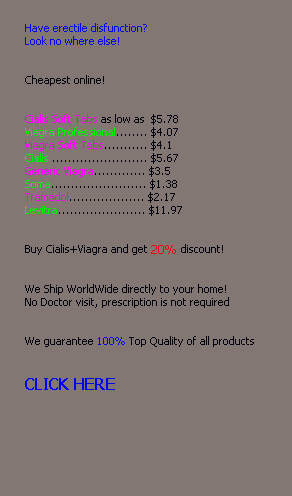 Have erectile disfunction?
Look no where else!
Cheapest online!
Cialis Soft Tabs as low as $5.78
Viagra Professional........ $4.07
Viagra Soft Tabs........... $4.1
Cialis ......................... $5.67
Generic Viagra............. $3.5
Soma........................ $1.38
Tramadol.................... $2.17
Levitra....................... $11.97
Buy Cialis+Viagra and get 20% discount!
We Ship WorldWide directly to your home!
No Doctor visit, prescription is not required
We guarantee 100% Top Quality of all products
CLICK HERE